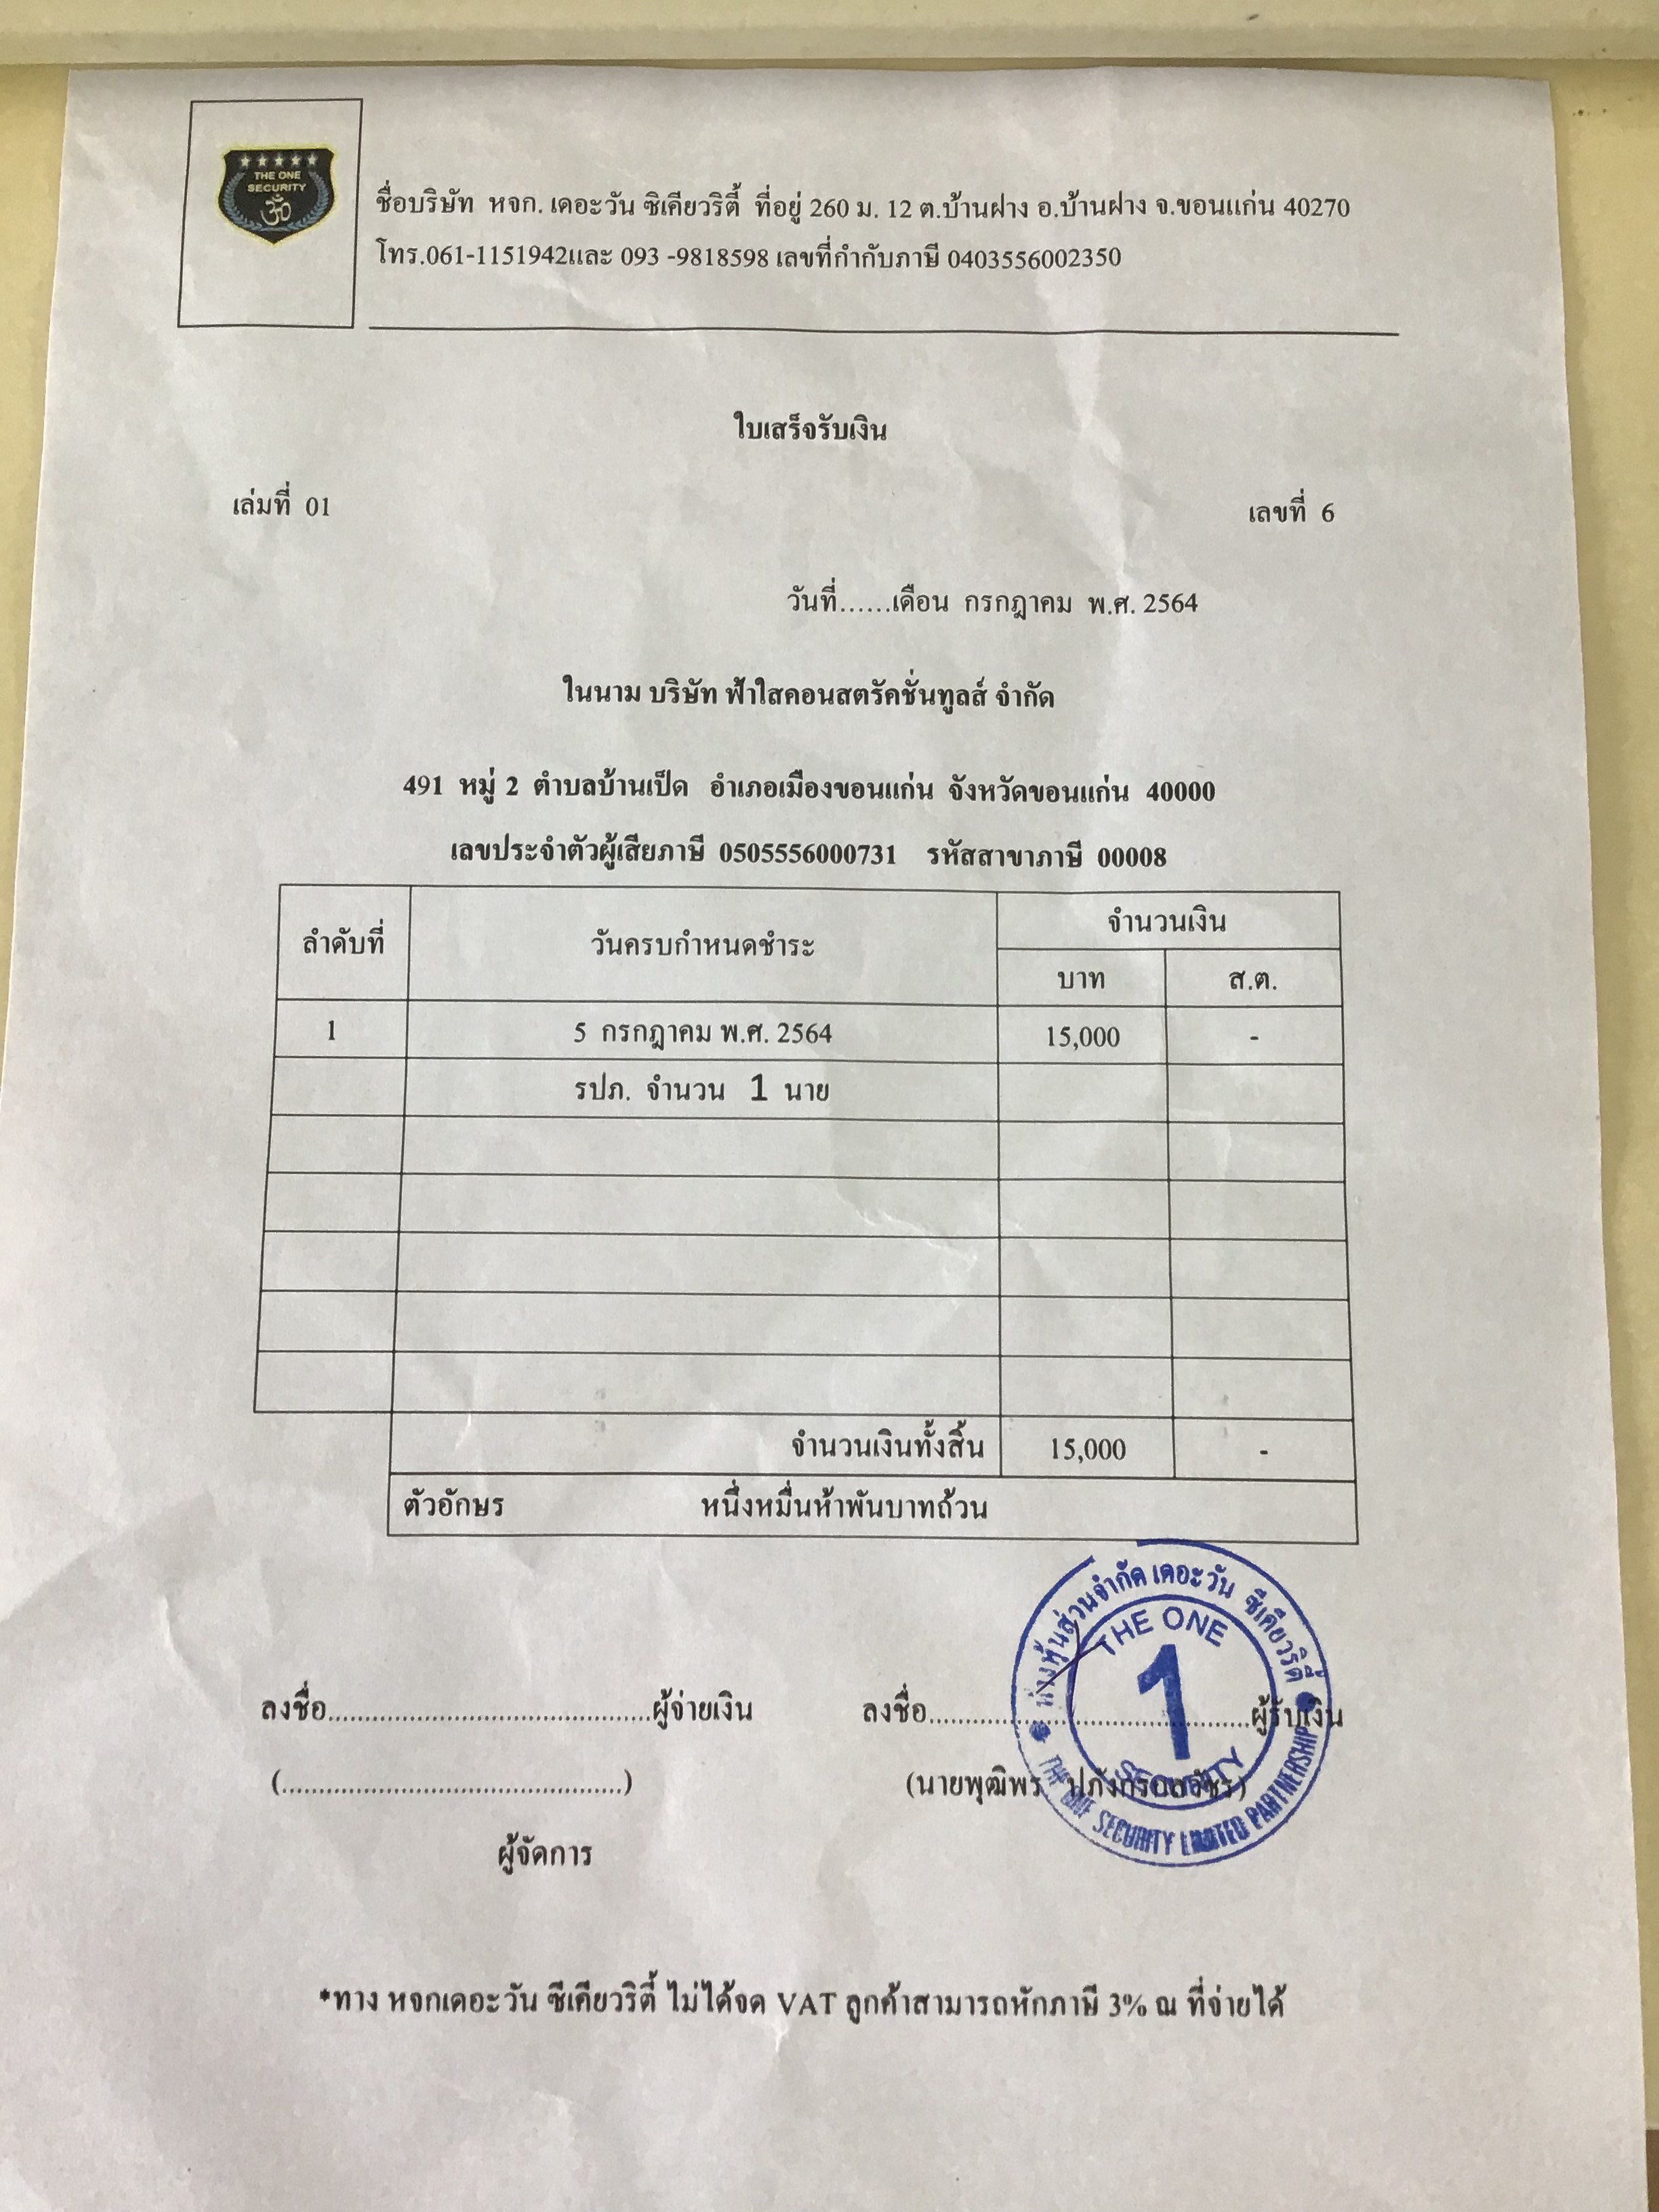 ★★★★★
THE ONE
SECURITY
ชื่อบริษัท หจก. เดอะวัน ซิเคียวริตี้ ที่อยู่ 260 ม. 12 ต.บ้านฝาง อ.บ้านฝาง จ.ขอนแก่น 40270
โทร.061-1151942และ 093 -9818598 เลขที่กำกับภาษี 0403556002350
ใบเสร็จรับเงิน
เล่มที่ 01 เลขที่ 6
วันที่.......เดือน กรกฎาคม พ.ศ. 2564
ในนาม บริษัท ฟ้าใสคอนสตรัคชั่นทูลส์ จำกัด
491 หมู่ 2 ตำบลบ้านเป็ด อำเภอเมืองขอนแก่น จังหวัดขอนแก่น 40000
เลขประจำตัวผู้เสียภาษี 0505556000731 รหัสสาขาภาษี 00008
ลำดับที่ วันครบกำหนดชำระ จำนวนเงิน
บาท ส.ต.
1 5 กรกฎาคม พ.ศ. 2564 15,000 -
รปภ. จำนวน 1 นาย
จำนวนเงินทั้งสิ้น 15,000 -
ตัวอักษร หนึ่งหมื่นห้าพันบาทถ้วน
ลงชื่อ........................................ผู้จ่ายเงิน ลงชื่อ........................................ผู้รับเงิน
(............................................) (นายพุฒิพร
ผู้จัดการ
ห้างหุ้นส่วนจำกัด เดอะวัน ซีเคียวริตี้
THE ONE
1
SECURITY
THE ONE SECURITY LIMITED PARTNERSHIP
*ทาง หจกเดอะวัน ซีเคียวริตี้ ไม่ได้จด VAT ลูกค้าสามารถหักภาษี 3% ณ ที่จ่ายได้